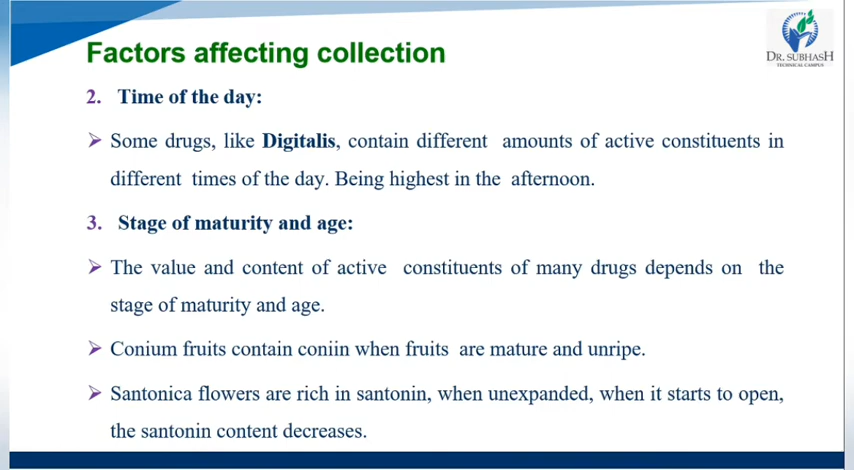 Factors affecting collection
DR. SUBHASH
TECHNICAL CAMPUS
2. Time of the day:
➢ Some drugs, like Digitalis, contain different amounts of active constituents in
different times of the day. Being highest in the afternoon.
3. Stage of maturity and age:
➢ The value and content of active constituents of many drugs depends on the
stage of maturity and age.
➢ Conium fruits contain coniin when fruits are mature and unripe.
➢ Santonica flowers are rich in santonin, when unexpanded, when it starts to open,
the santonin content decreases.